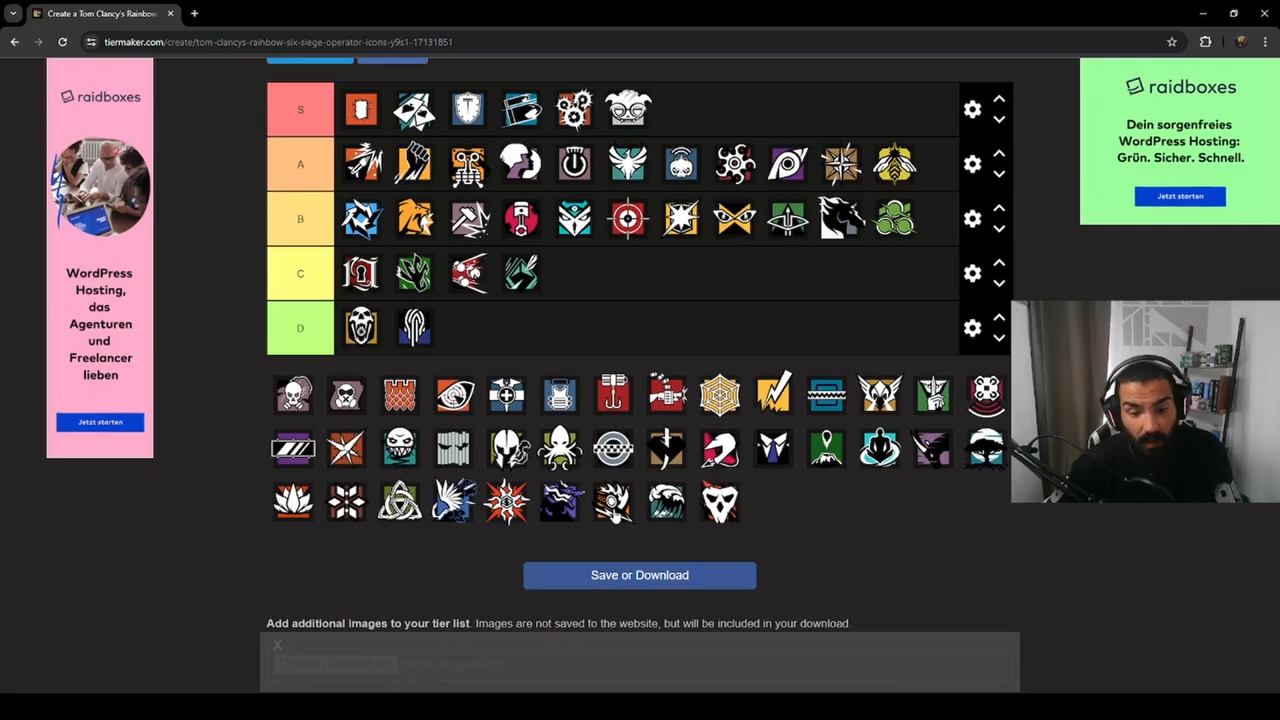 Create a Tom Clancy's Rainbow
tiermaker.com/create/tom-clancys-rainbow-six-siege-operator-icons-y9s1-17131851
raidboxes
WordPress
Hosting,
das
Agenturen
und
Freelancer
lieben
Jetzt starten
S
A
B
C
D
raidboxes
Dein sorgenfreies
WordPress Hosting:
Grün. Sicher. Schnell.
Jetzt starten
Save or Download
Add additional images to your tier list. Images are not saved to the website, but will be included in your download.
X